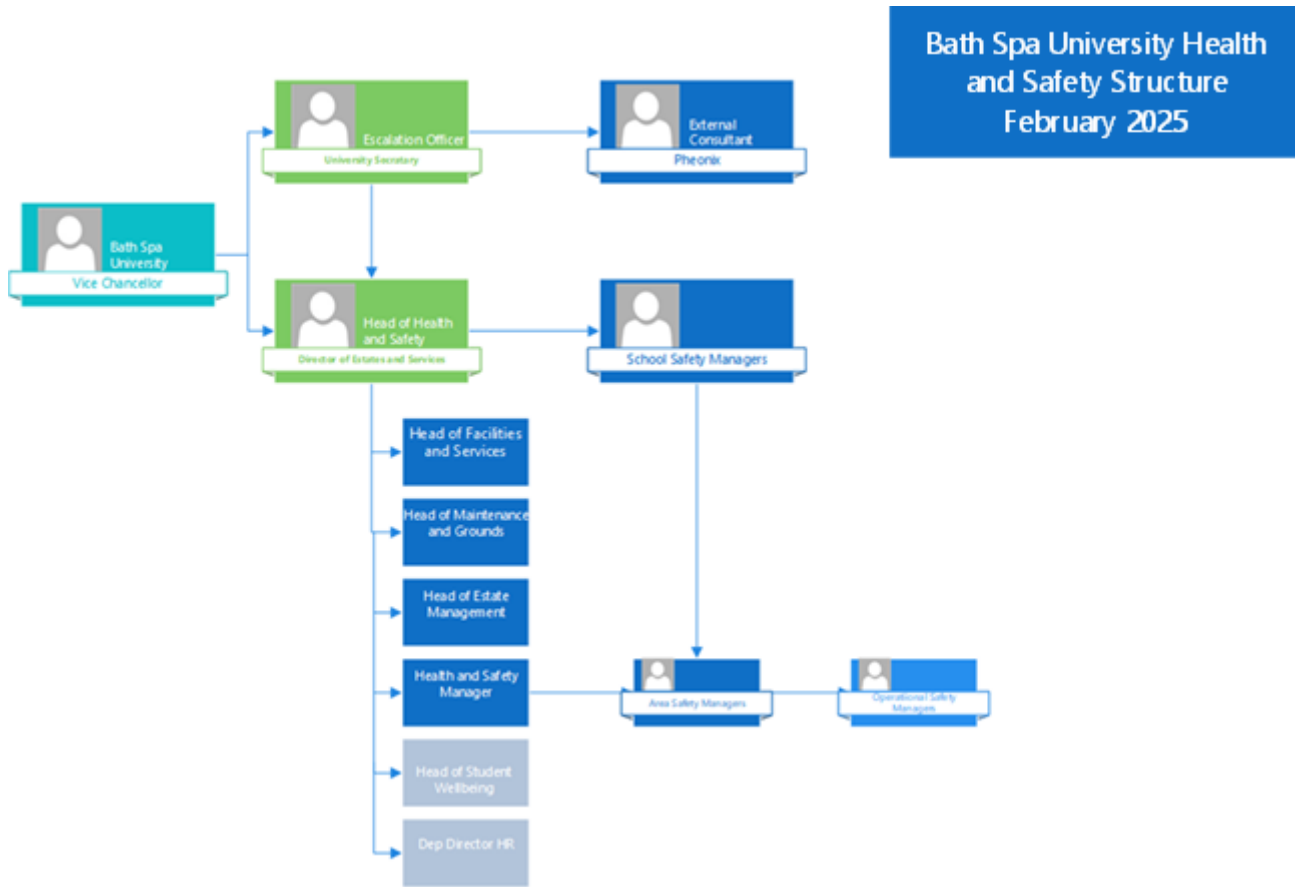 Bath Spa University Health
and Safety Structure
February 2025
Escalation Officer
University Secratary
External
Consultant
Pheonix
Bath Spa
University
Vice Chancellor
Head of Health
and Safety
Director of Estates and Services
School Safety Managers
Head of Facilities
and Services
Head of Maintenance
and Grounds
Head of Estate
Management
Health and Safety
Manager
Area Safety Managers
Operational Safety
Managers
Head of Student
Wellbeing
Dep Director HR